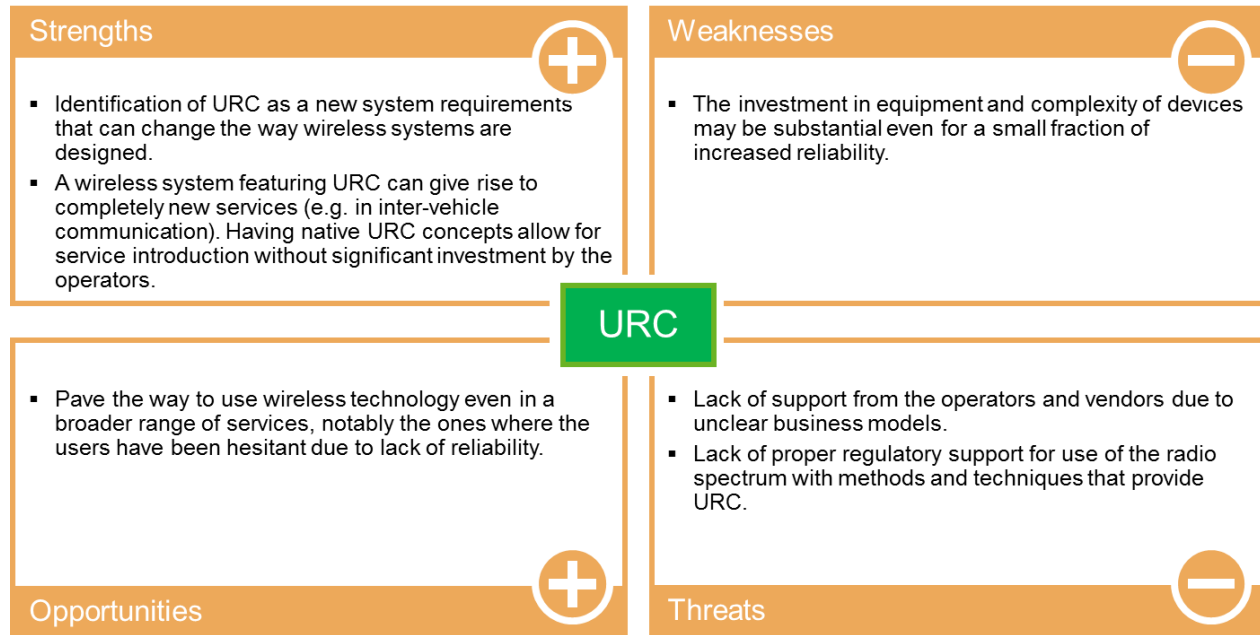 Strengths
▪ Identification of URC as a new system requirements
that can change the way wireless systems are
designed.
▪ A wireless system featuring URC can give rise to
completely new services (e.g. in inter-vehicle
communication). Having native URC concepts allow for
service introduction without significant investment by the
operators.
Weaknesses
▪ The investment in equipment and complexity of devices
may be substantial even for a small fraction of
increased reliability.
URC
▪ Pave the way to use wireless technology even in a
broader range of services, notably the ones where the
users have been hesitant due to lack of reliability.
Opportunities
▪ Lack of support from the operators and vendors due to
unclear business models.
▪ Lack of proper regulatory support for use of the radio
spectrum with methods and techniques that provide
URC.
Threats